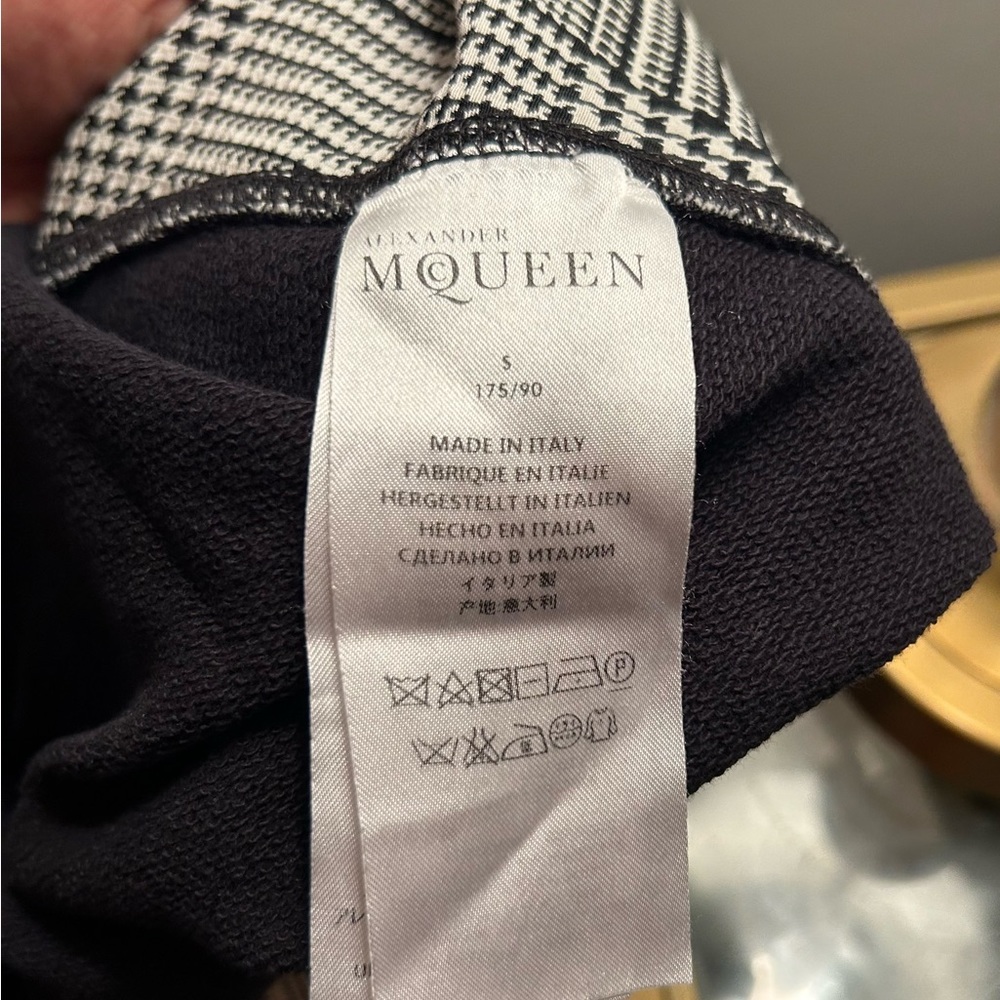 ALEXANDER
MCQUEEN
S
175/90
MADE IN ITALY
FABRIQUE EN ITALIE
HERGESTELLT IN ITALIEN
HECHO EN ITALIA
СДЕЛАНО В ИТАЛИИ
イタリア製
产地:意大利
P